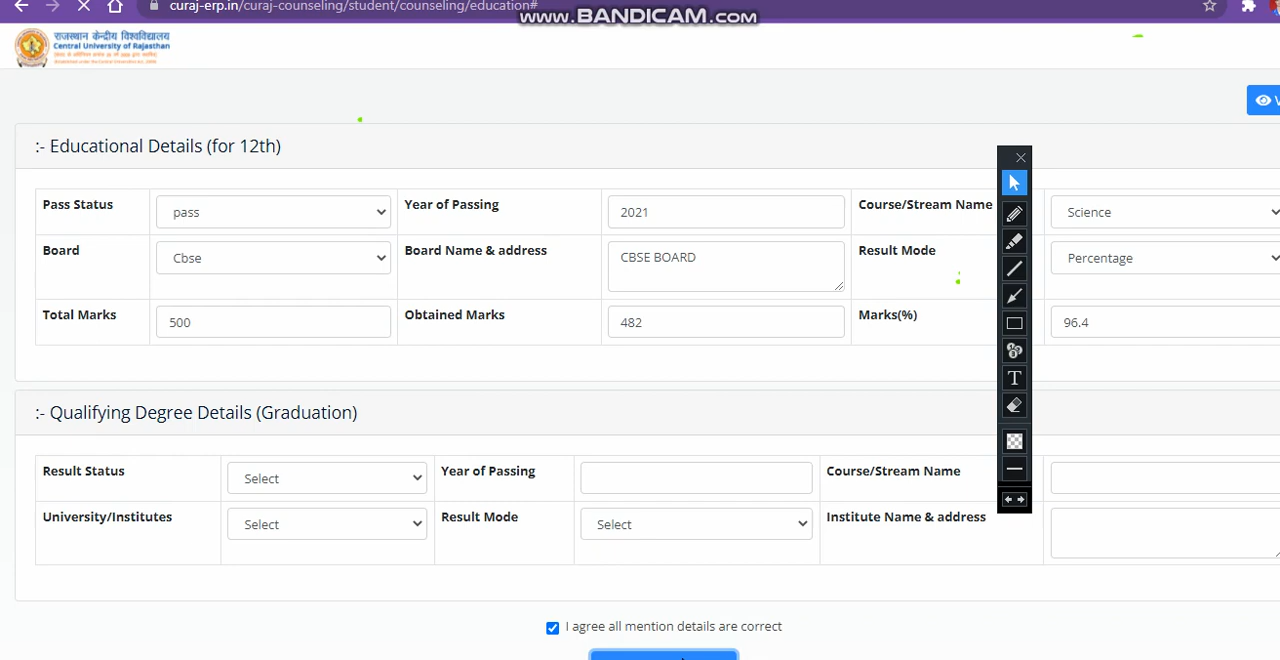 curaj-erp.in/curaj-counseling/student/counseling/education#
www.BANDICAM.com
राजस्थान केन्द्रीय विश्वविद्यालय
Central University of Rajasthan
:- Educational Details (for 12th)
Pass Status pass Year of Passing 2021 Course/Stream Name Science
Board Cbse Board Name & address CBSE BOARD Result Mode Percentage
Total Marks 500 Obtained Marks 482 Marks(%) 96.4
:- Qualifying Degree Details (Graduation)
Result Status Select Year of Passing Course/Stream Name
University/Institutes Select Result Mode Select Institute Name & address
I agree all mention details are correct